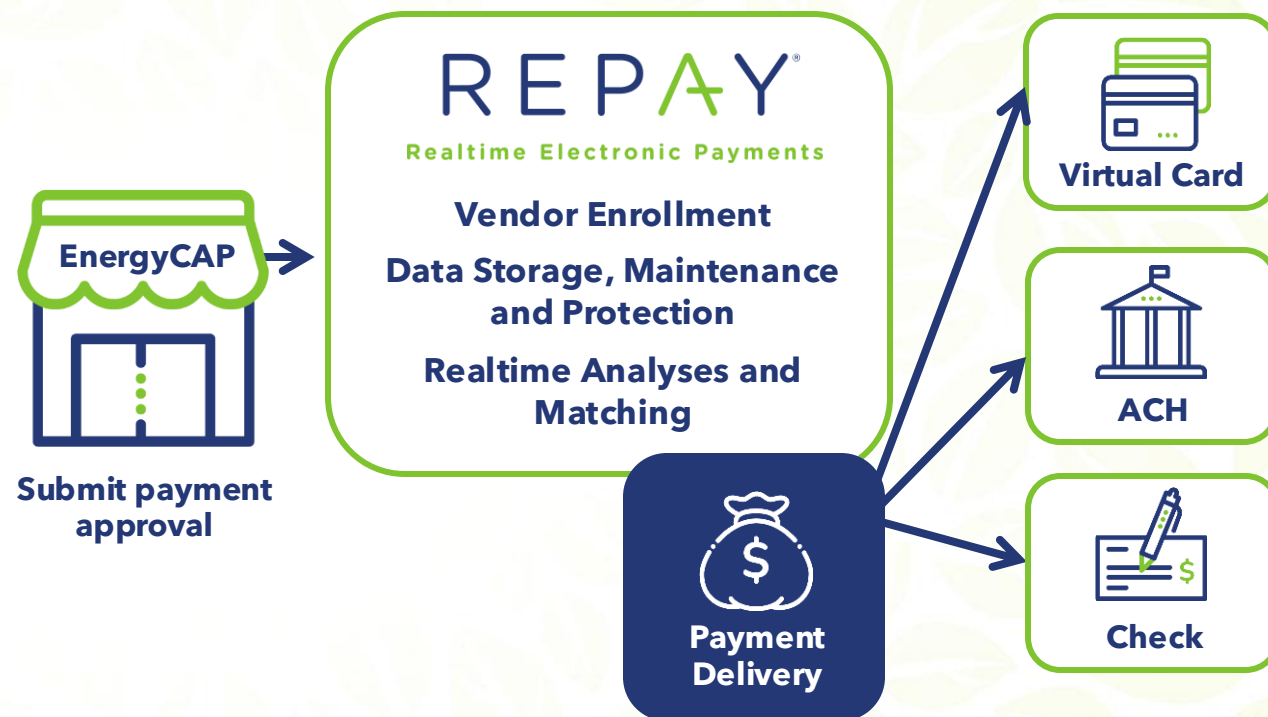 REPAY®
Realtime Electronic Payments
Vendor Enrollment
Data Storage, Maintenance
and Protection
Realtime Analyses and
Matching
EnergyCAP
Submit payment
approval
$
Payment
Delivery
Virtual Card
ACH
$
Check